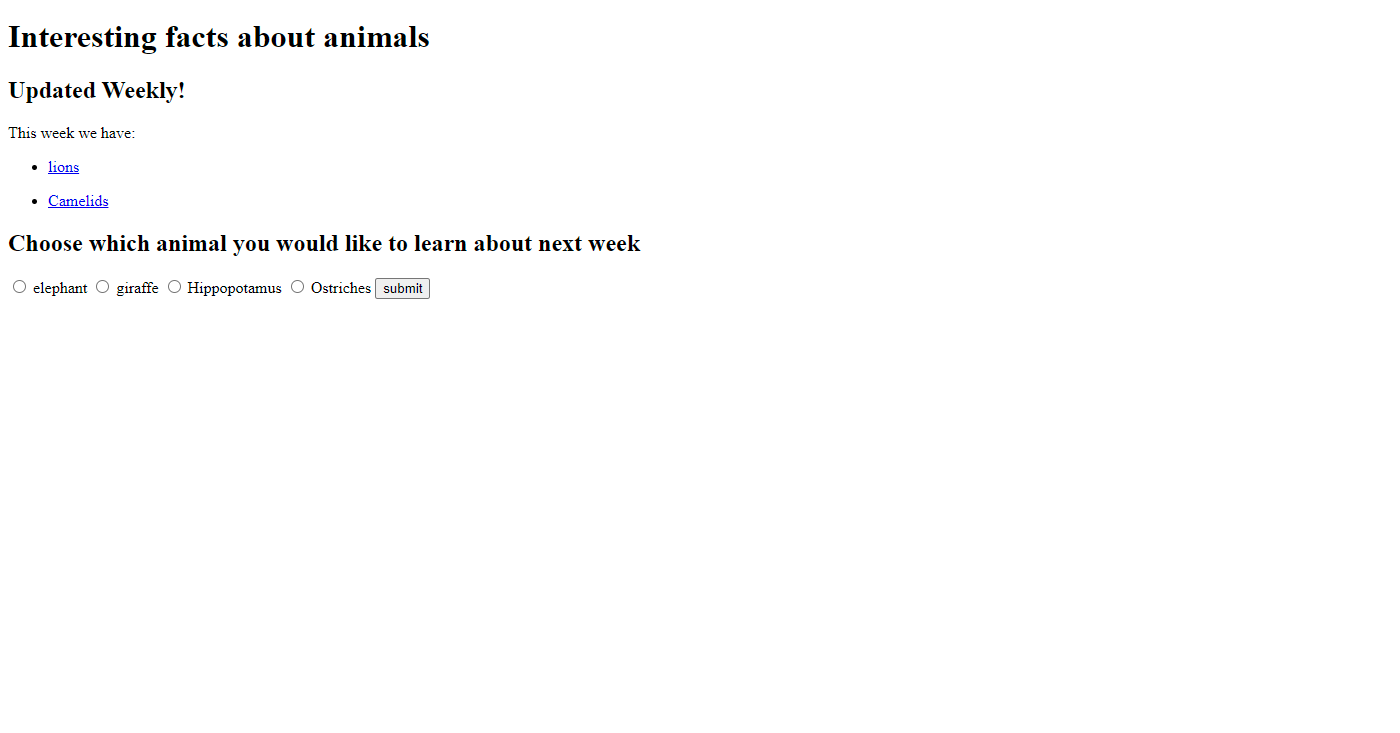 Interesting facts about animals
Updated Weekly!
This week we have:
lions
Camelids
Choose which animal you would like to learn about next week
elephant giraffe Hippopotamus Ostriches submit